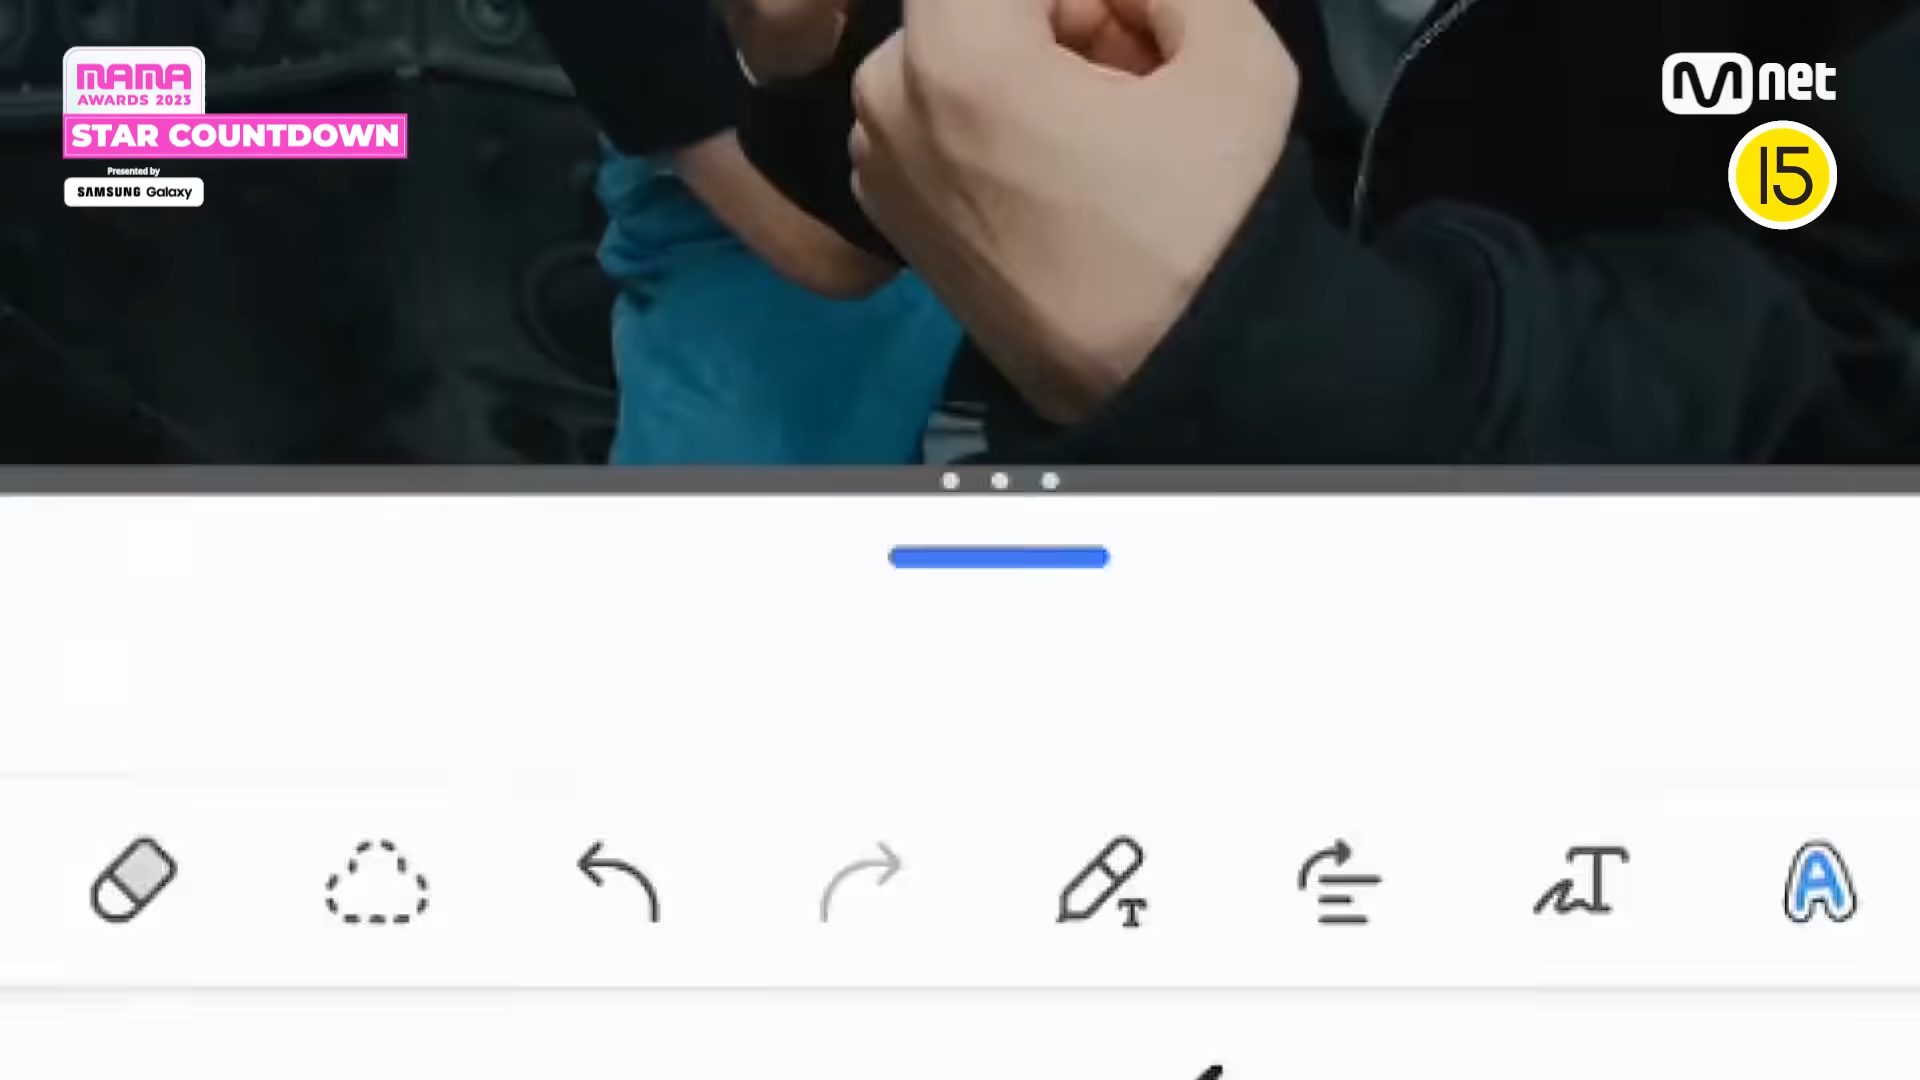 MAMA
AWARDS 2023
STAR COUNTDOWN
Presented by
SAMSUNG Galaxy
Mnet
15
T
T
A